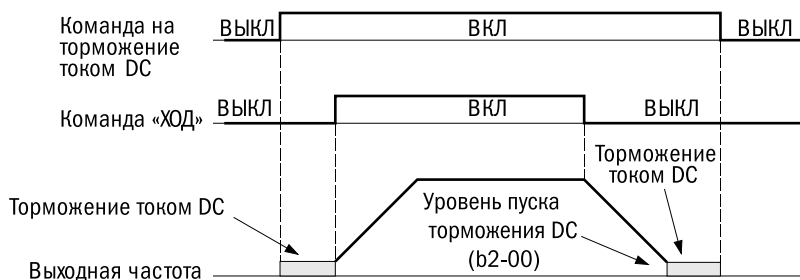 Команда на
торможение
током DC
ВЫКЛ
ВКЛ
ВЫКЛ
Команда «ХОД»
ВЫКЛ
ВКЛ
ВЫКЛ
Торможение
током DC
Торможение током DC
Уровень пуска
торможения DC
(b2-00)
Выходная частота